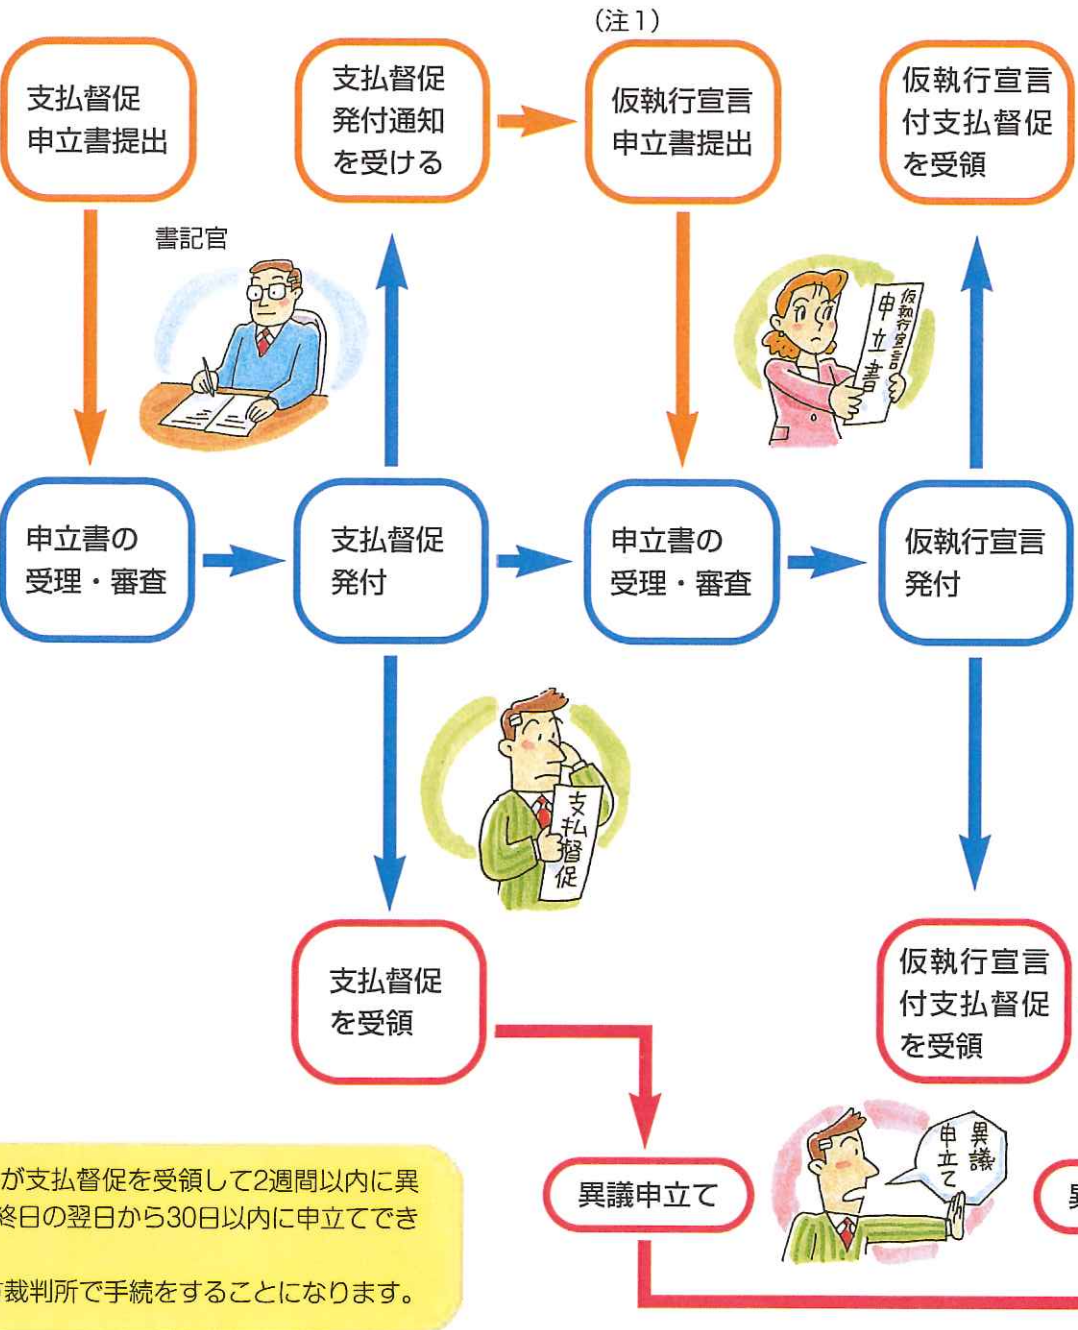 (注1)
支払督促
申立書提出
支払督促
発付通知
を受ける
仮執行宣言
申立書提出
仮執行宣言
付支払督促
を受領
書記官
仮執行宣言
申立書
申立書の
受理・審査
支払督促
発付
申立書の
受理・審査
仮執行宣言
発付
支払督促
支払督促
を受領
仮執行宣言
付支払督促
を受領
異議申立て
異議
申立て
が支払督促を受領して2週間以内に異
終日の翌日から30日以内に申立てでき
裁判所で手続をすることになります。